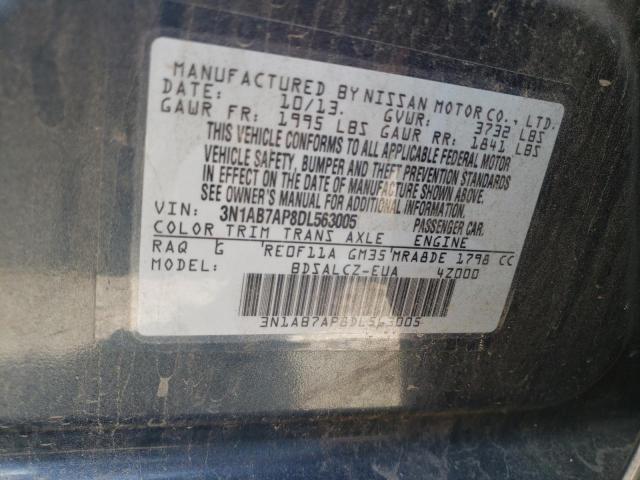 MANUFACTURED BY NISSAN MOTOR CO., LTD.
DATE: 10/13. GVWR: 3732 LBS
GAWR FR: 1995 LBS GAWR RR: 1841 LBS
THIS VEHICLE CONFORMS TO ALL APPLICABLE FEDERAL MOTOR
VEHICLE SAFETY, BUMPER AND THEFT PREVENTION STANDARDS
IN EFFECT ON THE DATE OF MANUFACTURE SHOWN ABOVE.
SEE OWNER'S MANUAL FOR ADDITIONAL INFORMATION.
VIN: 3N1AB7AP8DL563005 PASSENGER CAR.
COLOR TRIM TRANS AXLE ENGINE
RAQ G RE0F11A GM35 MRA8DE 1798 CC
MODEL: BDSALCZ-EUA 4Z000
3N1AB7AP8DL563005